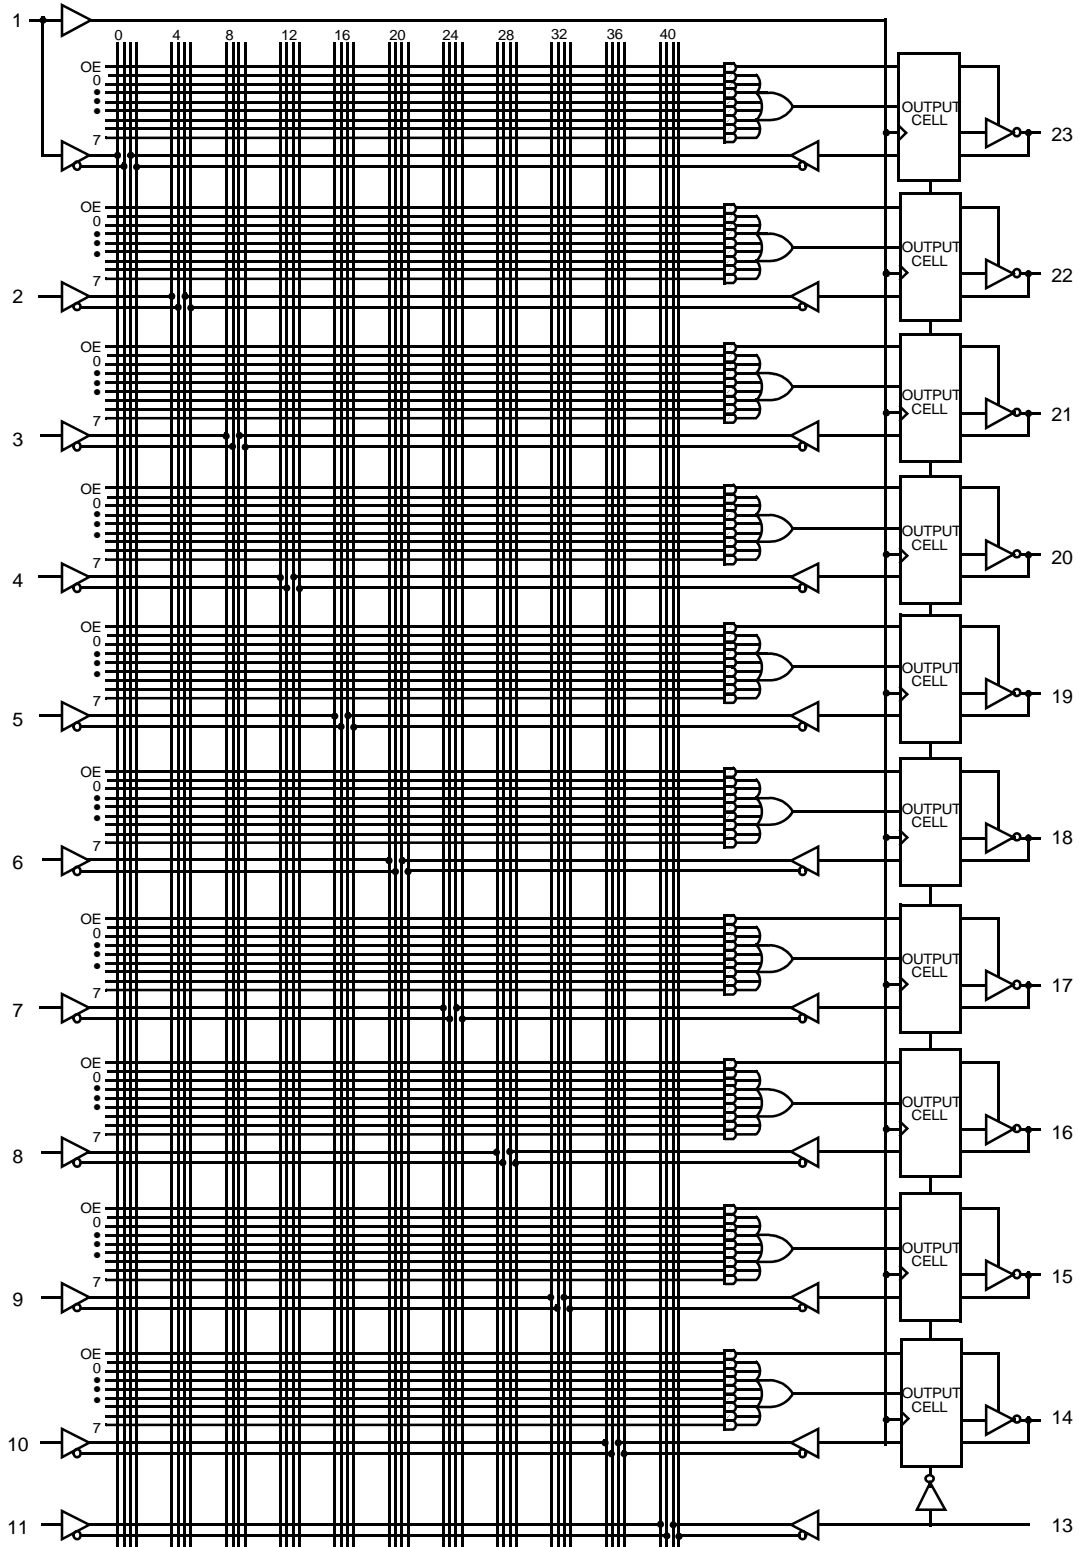 1
0 4 8 12 16 20 24 28 32 36 40
OE
0
7
OUTPUT
CELL
23
OE
0
7
OUTPUT
CELL
2
22
OE
0
7
OUTPUT
CELL
3
21
OE
0
7
OUTPUT
CELL
4
20
OE
0
7
OUTPUT
CELL
5
19
OE
0
7
OUTPUT
CELL
6
18
OE
0
7
OUTPUT
CELL
7
17
OE
0
7
OUTPUT
CELL
8
16
OE
0
7
OUTPUT
CELL
9
15
OE
0
7
OUTPUT
CELL
10
14
11
13